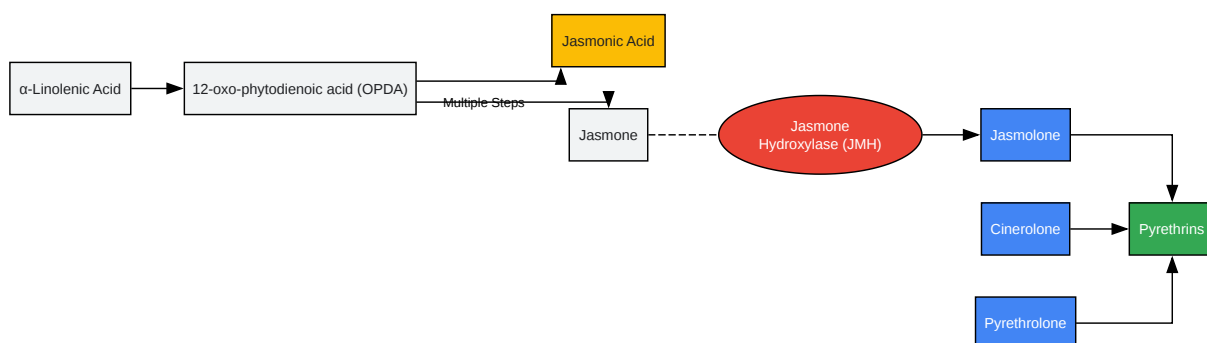 Jasmonic Acid
α-Linolenic Acid
12-oxo-phytodienoic acid (OPDA)
Multiple Steps
Jasmone
Jasmone
Hydroxylase (JMH)
Jasmolone
Cinerolone
Pyrethrins
Pyrethrolone